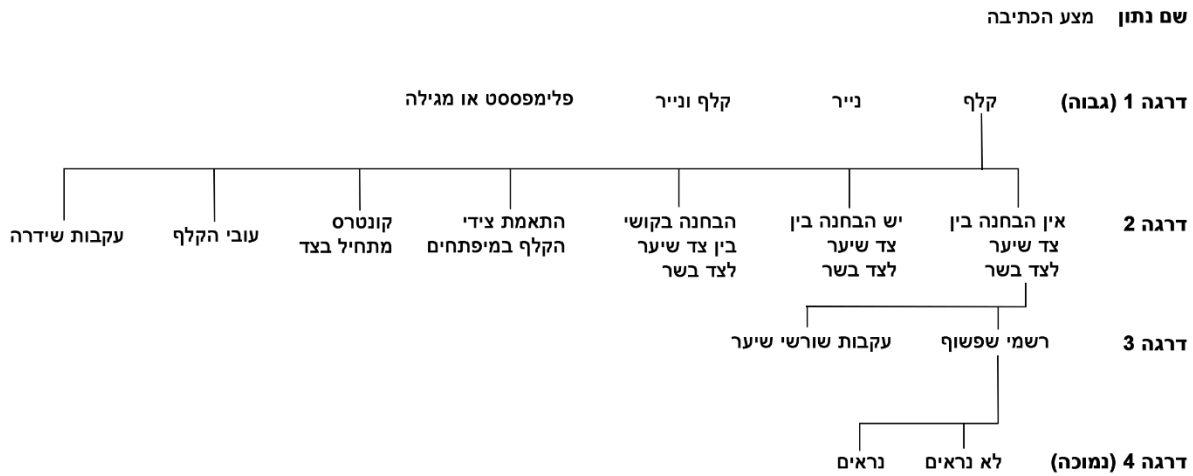 שם נתון מצע הכתיבה
דרגה 1 (גבוה) קלף נייר קלף ונייר פלימפססט או מגילה
דרגה 2
אין הבחנה בין
צד שיער
לצד בשר
יש הבחנה בין
צד שיער
לצד בשר
הבחנה בקושי
בין צד שיער
לצד בשר
התאמת צידי
הקלף במיפתחים
קונטרס
מתחיל בצד
עובי הקלף
עקבות שידרה
דרגה 3 רשמי שפשוף עקבות שורשי שיער
דרגה 4 (נמוכה) לא נראים נראים